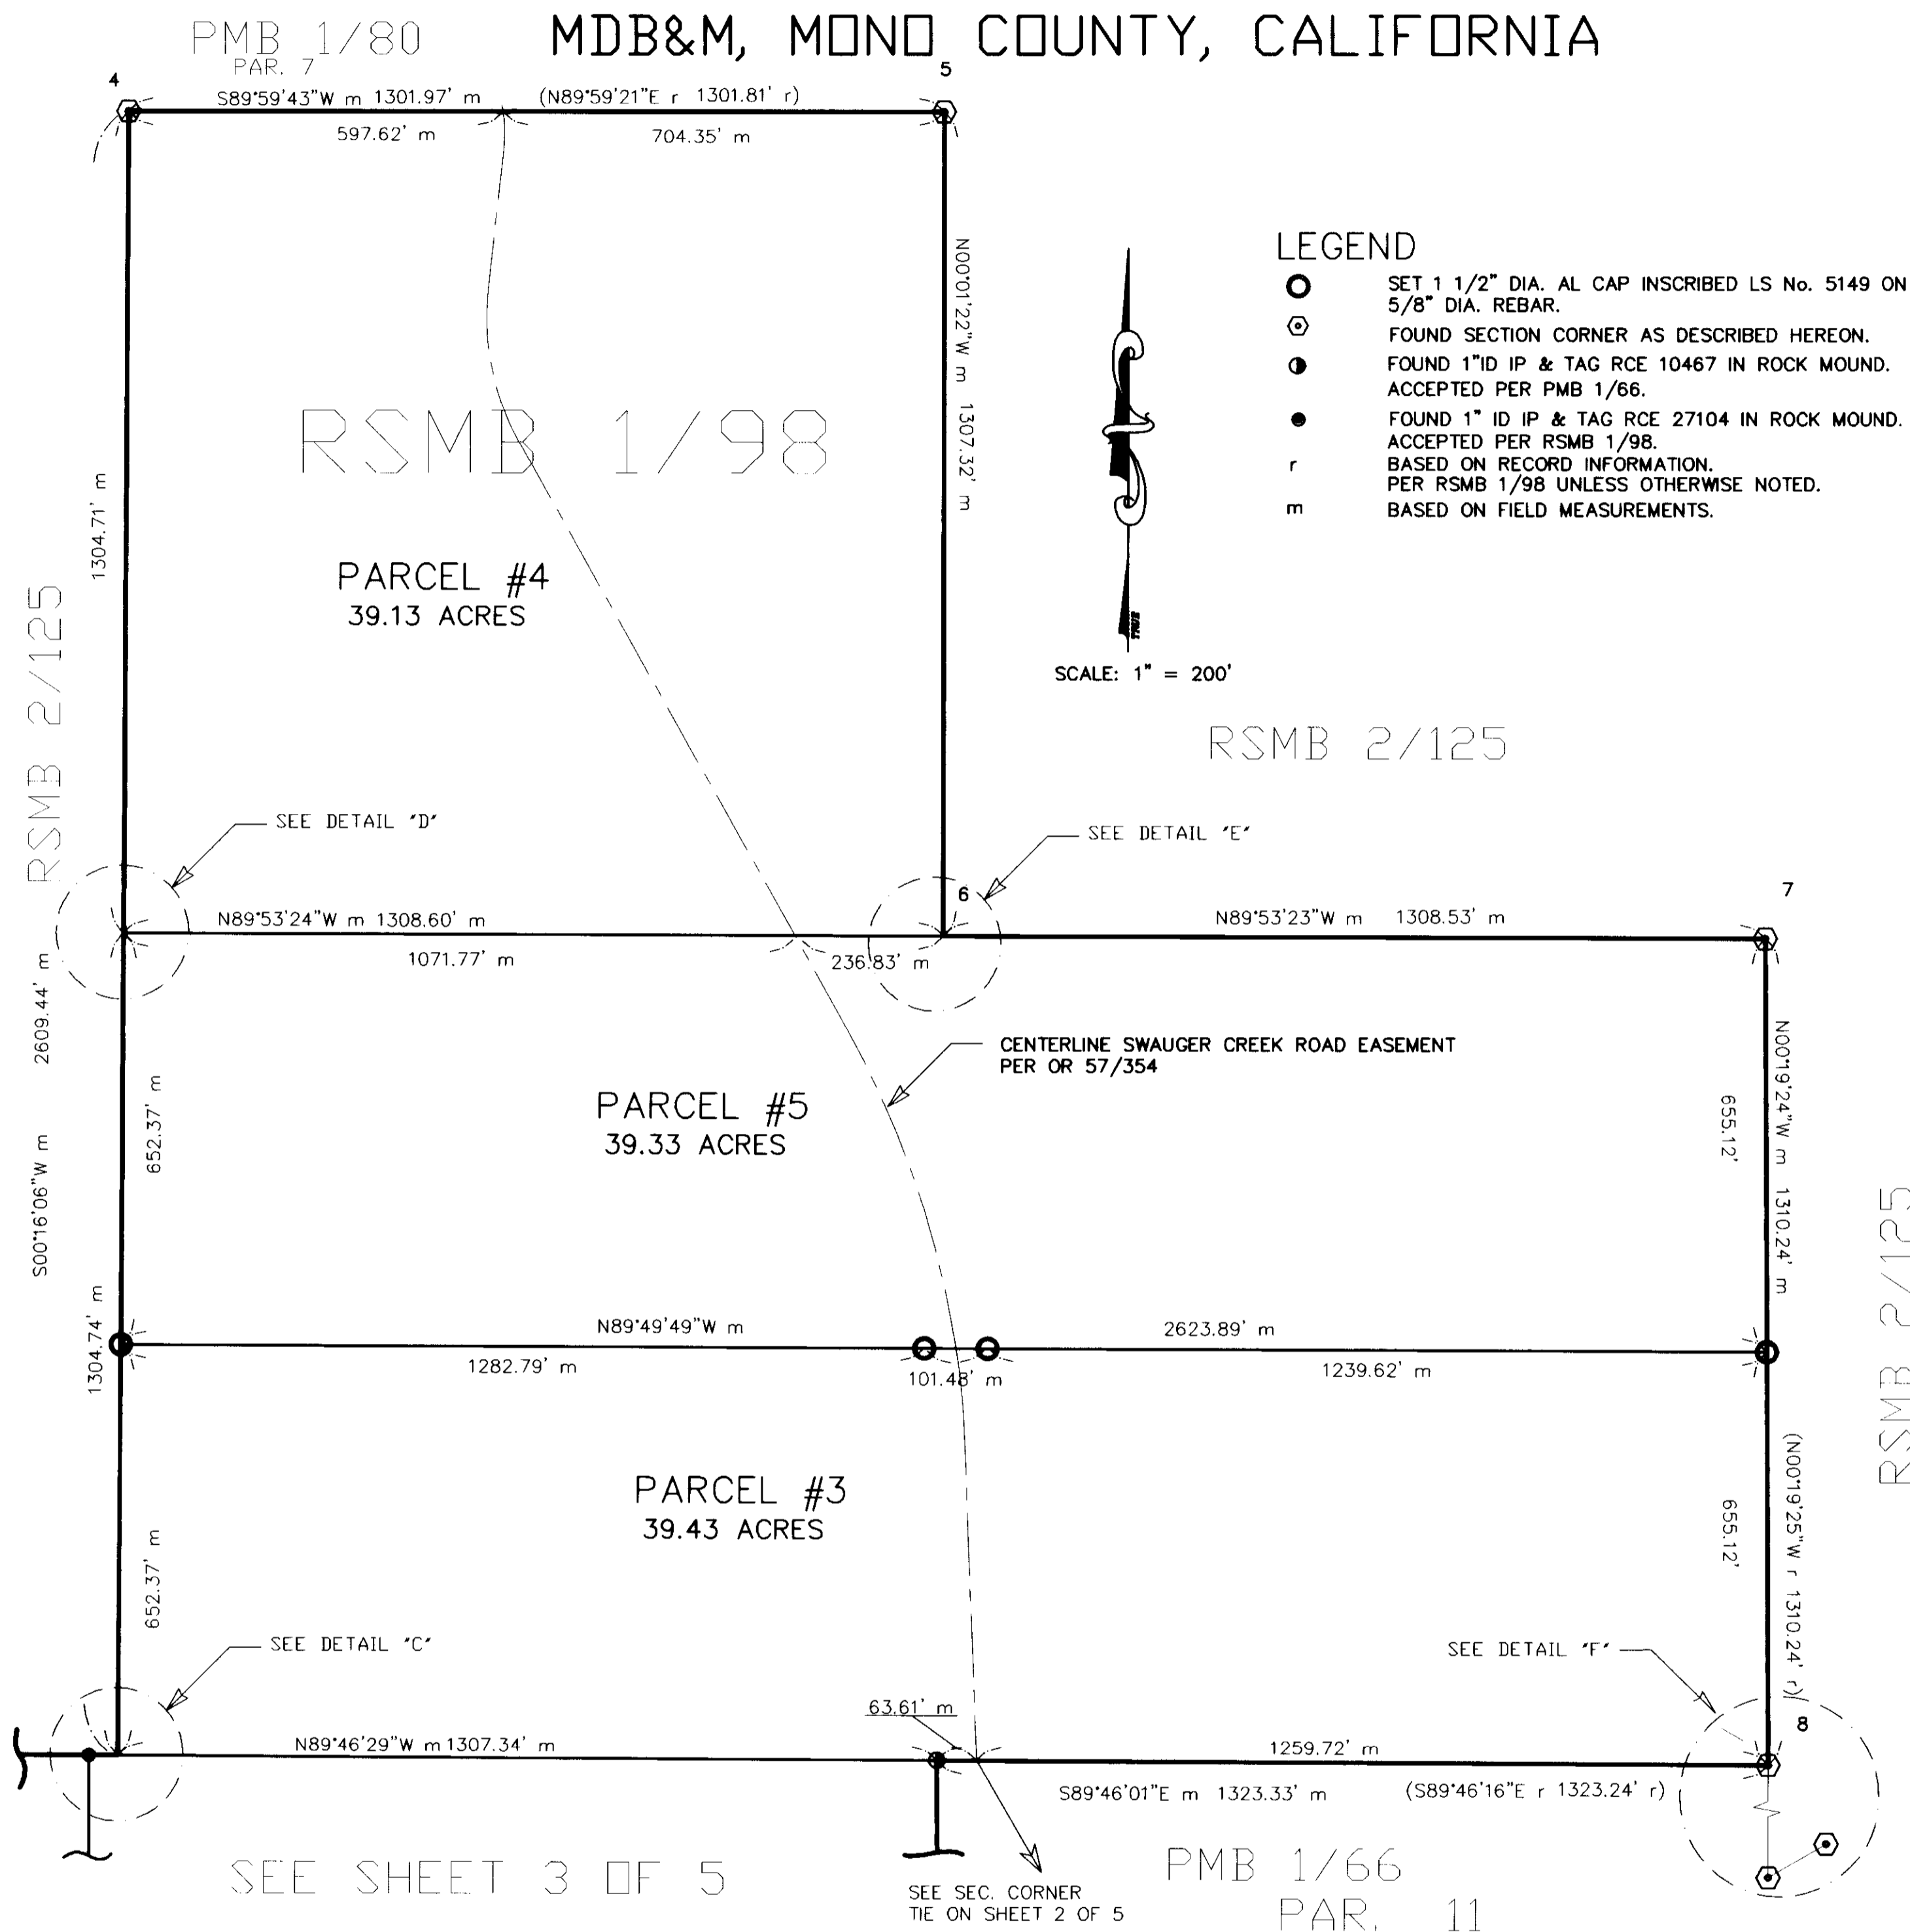 PMB 1/80
PAR. 7
MDB&M, MONO COUNTY, CALIFORNIA
4
5
S89°59'43"W m 1301.97' m
(N89°59'21"E r 1301.81' r)
597.62' m
704.35' m
N00°01'22"W m 1307.32' m
LEGEND
SET 1 1/2" DIA. AL CAP INSCRIBED LS No. 5149 ON
5/8" DIA. REBAR.
FOUND SECTION CORNER AS DESCRIBED HEREON.
FOUND 1"ID IP & TAG RCE 10467 IN ROCK MOUND.
ACCEPTED PER PMB 1/66.
FOUND 1" ID IP & TAG RCE 27104 IN ROCK MOUND.
ACCEPTED PER RSMB 1/98.
r BASED ON RECORD INFORMATION.
PER RSMB 1/98 UNLESS OTHERWISE NOTED.
m BASED ON FIELD MEASUREMENTS.
RSMB 1/98
1304.71' m
PARCEL #4
39.13 ACRES
SCALE: 1" = 200'
RSMB 2/125
RSMB 2/125
SEE DETAIL "D"
SEE DETAIL "E"
6
7
N89°53'24"W m 1308.60' m
N89°53'23"W m 1308.53' m
1071.77' m
236.83' m
S00°16'06"W m 2609.44' m
652.37' m
CENTERLINE SWAUGER CREEK ROAD EASEMENT
PER OR 57/354
PARCEL #5
39.33 ACRES
655.12'
N00°19'24"W m 1310.24' m
RSMB 2/125
1304.74' m
N89°49'49"W m
2623.89' m
1282.79' m
101.48' m
1239.62' m
PARCEL #3
39.43 ACRES
652.37' m
655.12'
(N00°19'25"W r 1310.24' r)
SEE DETAIL "C"
SEE DETAIL "F"
63.61' m
8
N89°46'29"W m 1307.34' m
1259.72' m
S89°46'01"E m 1323.33' m
(S89°46'16"E r 1323.24' r)
SEE SHEET 3 OF 5
SEE SEC. CORNER
TIE ON SHEET 2 OF 5
PMB 1/66
PAR. 11